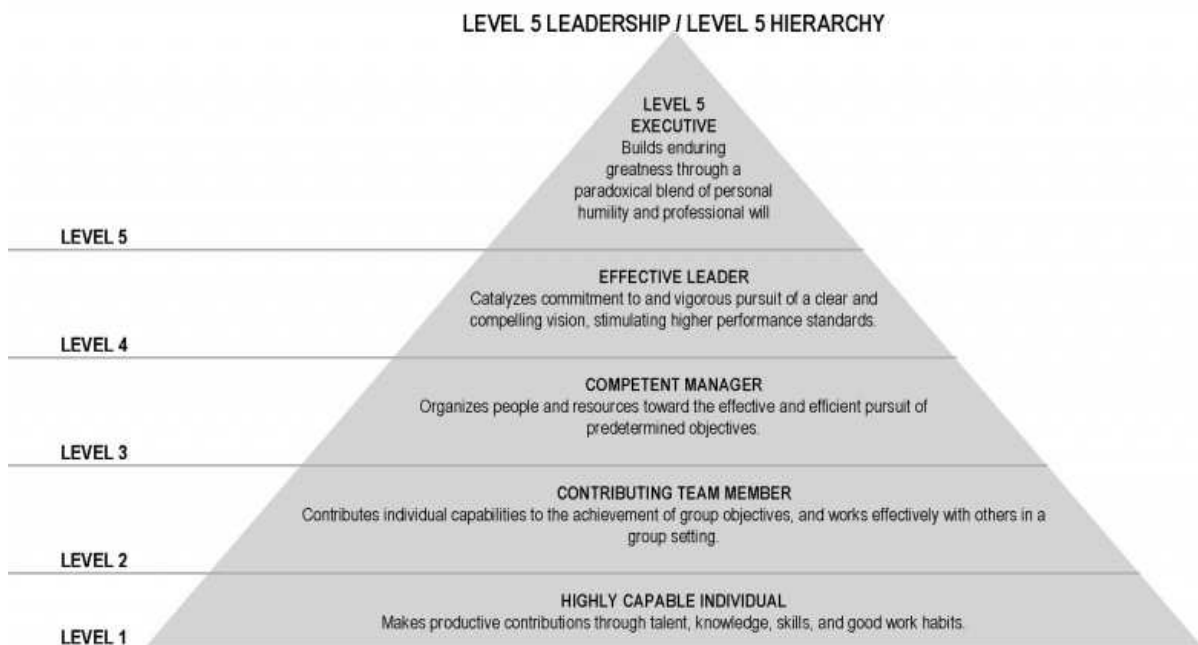 LEVEL 5 LEADERSHIP / LEVEL 5 HIERARCHY
LEVEL 5
EXECUTIVE
Builds enduring
greatness through a
paradoxical blend of personal
humility and professional will
LEVEL 5
EFFECTIVE LEADER
Catalyzes commitment to and vigorous pursuit of a clear and
compelling vision, stimulating higher performance standards.
LEVEL 4
COMPETENT MANAGER
Organizes people and resources toward the effective and efficient pursuit of
predetermined objectives.
LEVEL 3
CONTRIBUTING TEAM MEMBER
Contributes individual capabilities to the achievement of group objectives, and works effectively with others in a
group setting.
LEVEL 2
HIGHLY CAPABLE INDIVIDUAL
Makes productive contributions through talent, knowledge, skills, and good work habits.
LEVEL 1